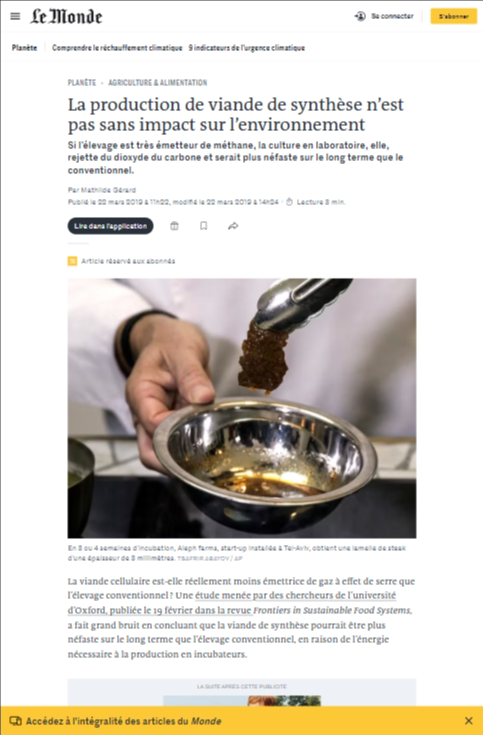 Le Monde
Se connecter
S'abonner
Planète
Comprendre le réchauffement climatique
9 indicateurs de l'urgence climatique
PLANÈTE - AGRICULTURE & ALIMENTATION
La production de viande de synthèse n'est
pas sans impact sur l'environnement
Si l'élevage est très émetteur de méthane, la culture en laboratoire, elle,
rejette du dioxyde du carbone et serait plus néfaste sur le long terme que le
conventionnel.
Par Mathilde Gérard
Publié le 22 mars 2019 à 11h22, modifié le 22 mars 2019 à 14h04 · Lecture 3 min.
Lire dans l'application
Article réservé aux abonnés
En 3 ou 4 semaines d'incubation, Aleph farms, start-up installée à Tel-Aviv, obtient une lamelle de steak
d'une épaisseur de 5 millimètres. / AP
La viande cellulaire est-elle réellement moins émettrice de gaz à effet de serre que
l'élevage conventionnel ? Une étude menée par des chercheurs de l'université
d'Oxford, publiée le 19 février dans la revue Frontiers in Sustainable Food Systems,
a fait grand bruit en concluant que la viande de synthèse pourrait être plus
néfaste sur le long terme que l'élevage conventionnel, en raison de l'énergie
nécessaire à la production en incubateurs.
LA SUITE APRÈS CETTE PUBLICITÉ
Accédez à l'intégralité des articles du Monde